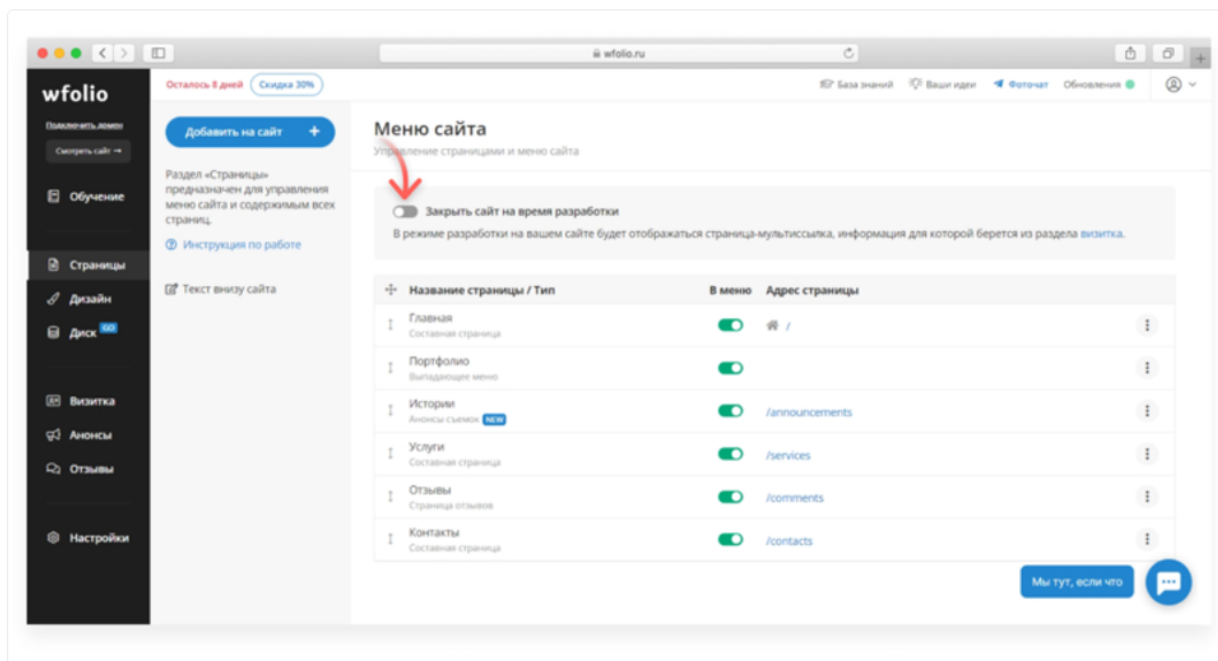 wfolio.ru
wfolio
Осталось 8 дней
Скидка 30%
База знаний
Ваши идеи
Фоточат
Обновления
Подключить домен
Смотреть сайт →
Обучение
Страницы
Дизайн
Диск GO
Визитка
Анонсы
Отзывы
Настройки
Добавить на сайт +
Раздел «Страницы»
предназначен для управления
меню сайта и содержимым всех
страниц.
Инструкция по работе
Текст внизу сайта
Меню сайта
Управление страницами и меню сайта
Закрыть сайт на время разработки
В режиме разработки на вашем сайте будет отображаться страница-мультиссылка, информация для которой берется из раздела визитка.
Название страницы / Тип В меню Адрес страницы
Главная
Составная страница
/
Портфолио
Выпадающее меню
Истории
Анонсы съемок NEW
/announcements
Услуги
Составная страница
/services
Отзывы
Страница отзывов
/comments
Контакты
Составная страница
/contacts
Мы тут, если что